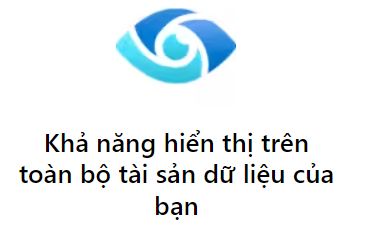 Khả năng hiển thị trên
toàn bộ tài sản dữ liệu của
bạn